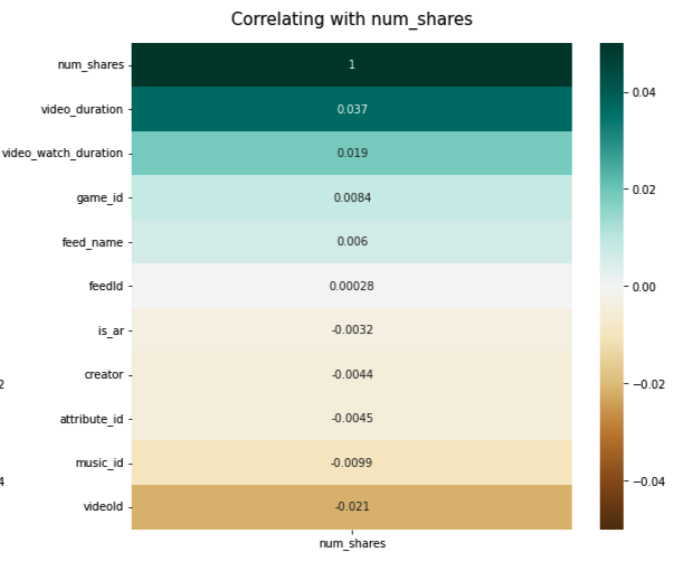 Correlating with num_shares
num_shares 1
video_duration 0.037
video_watch_duration 0.019
game_id 0.0084
feed_name 0.006
feedId 0.00028
is_ar -0.0032
creator -0.0044
attribute_id -0.0045
music_id -0.0099
videoId -0.021
num_shares
0.04
0.02
0.00
−0.02
−0.04
2
4